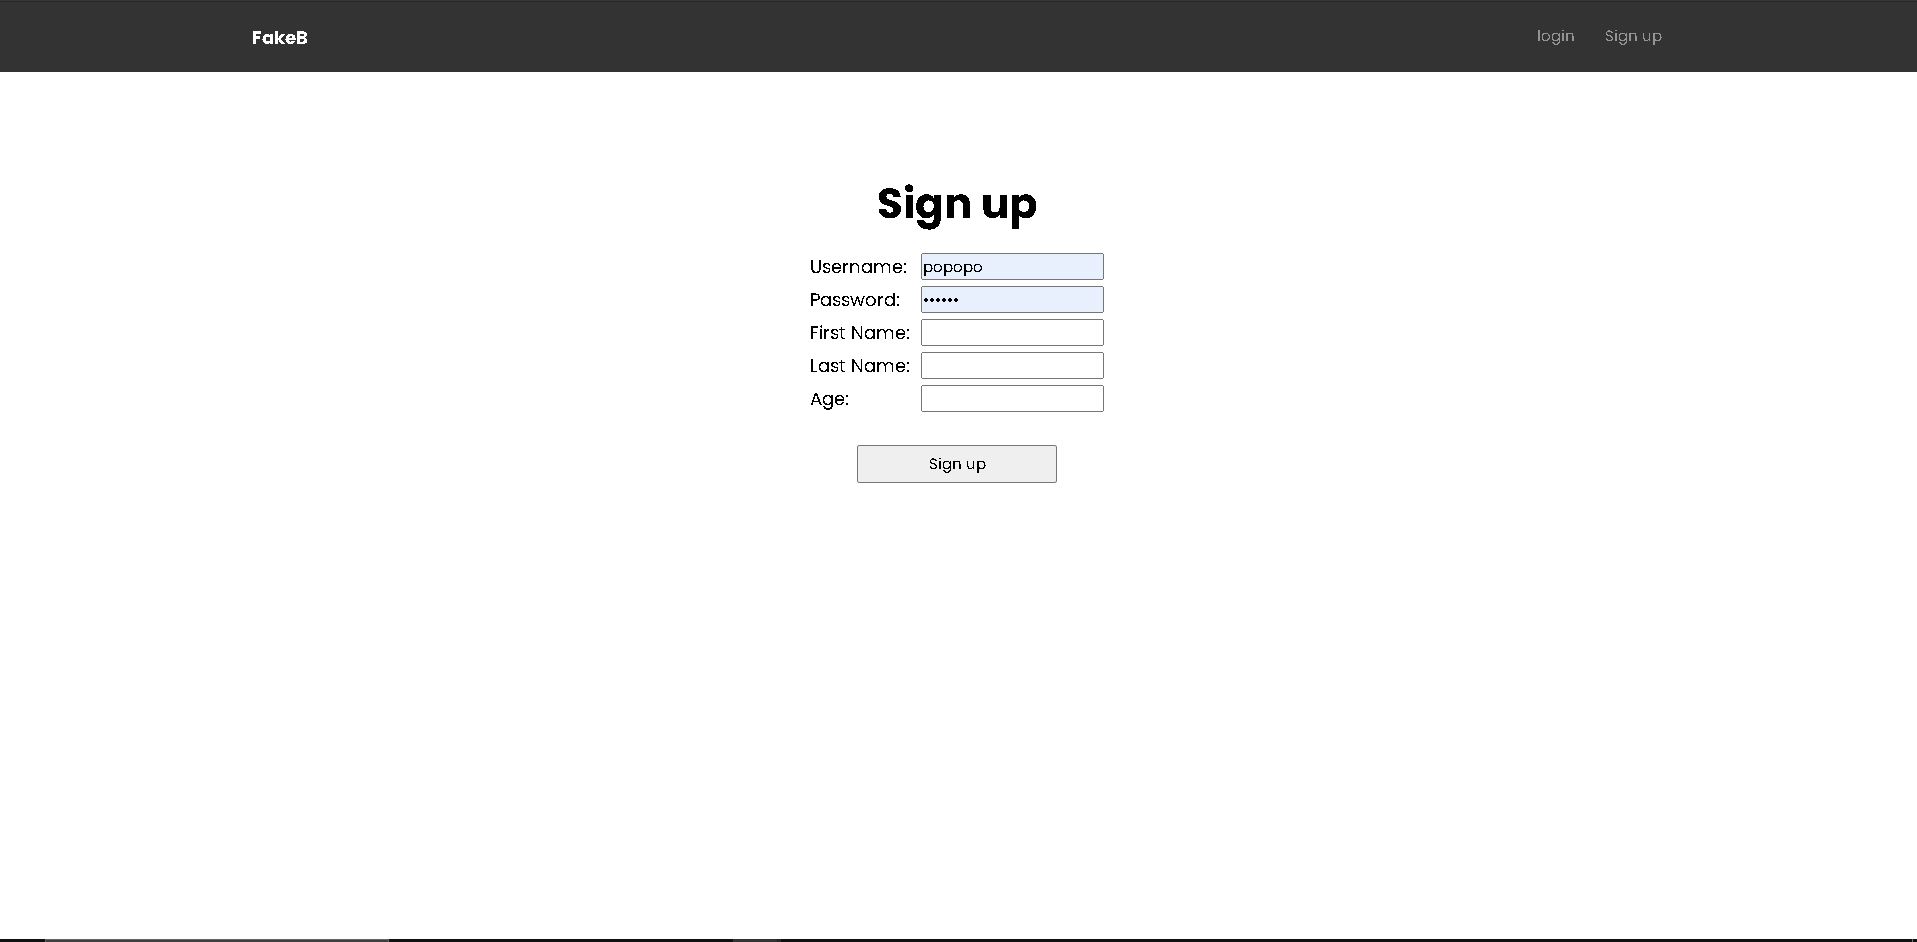 FakeB
login
Sign up
Sign up
Username: popopo
Password: ••••••
First Name:
Last Name:
Age:
Sign up